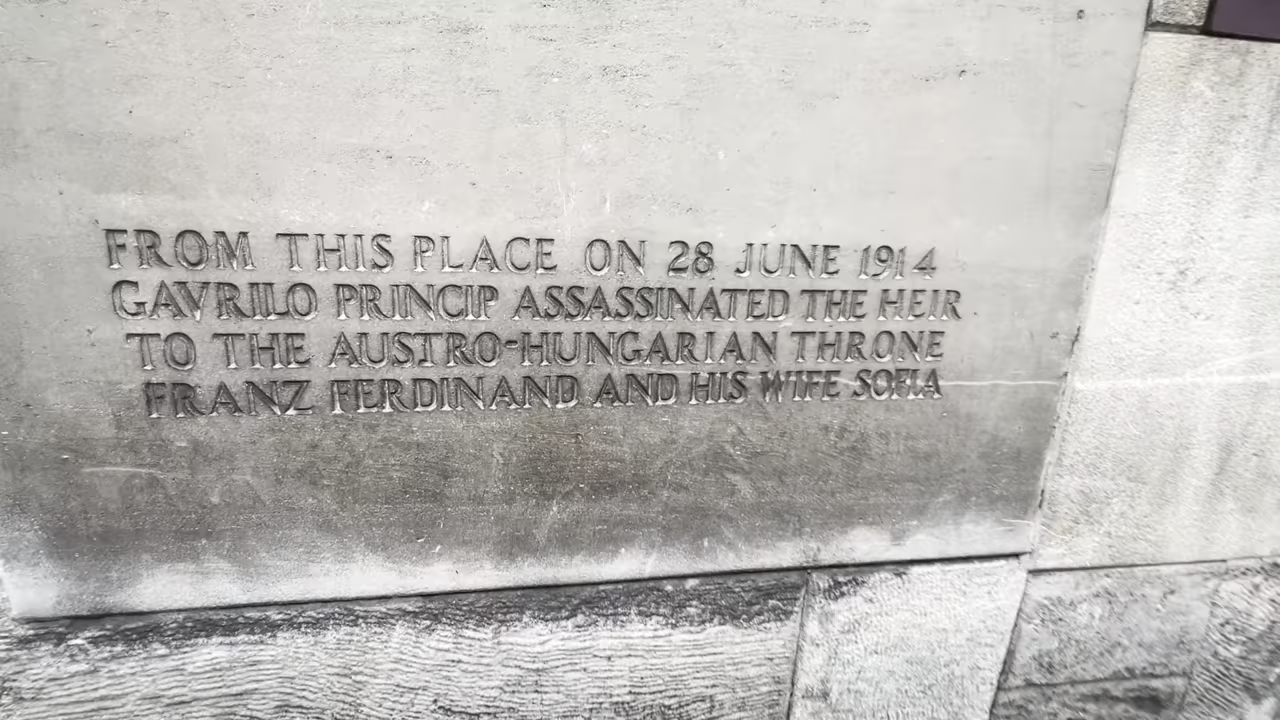 FROM THIS PLACE ON 28 JUNE 1914
GAVRILO PRINCIP ASSASSINATED THE HEIR
TO THE AUSTRO-HUNGARIAN THRONE
FRANZ FERDINAND AND HIS WIFE SOFIA